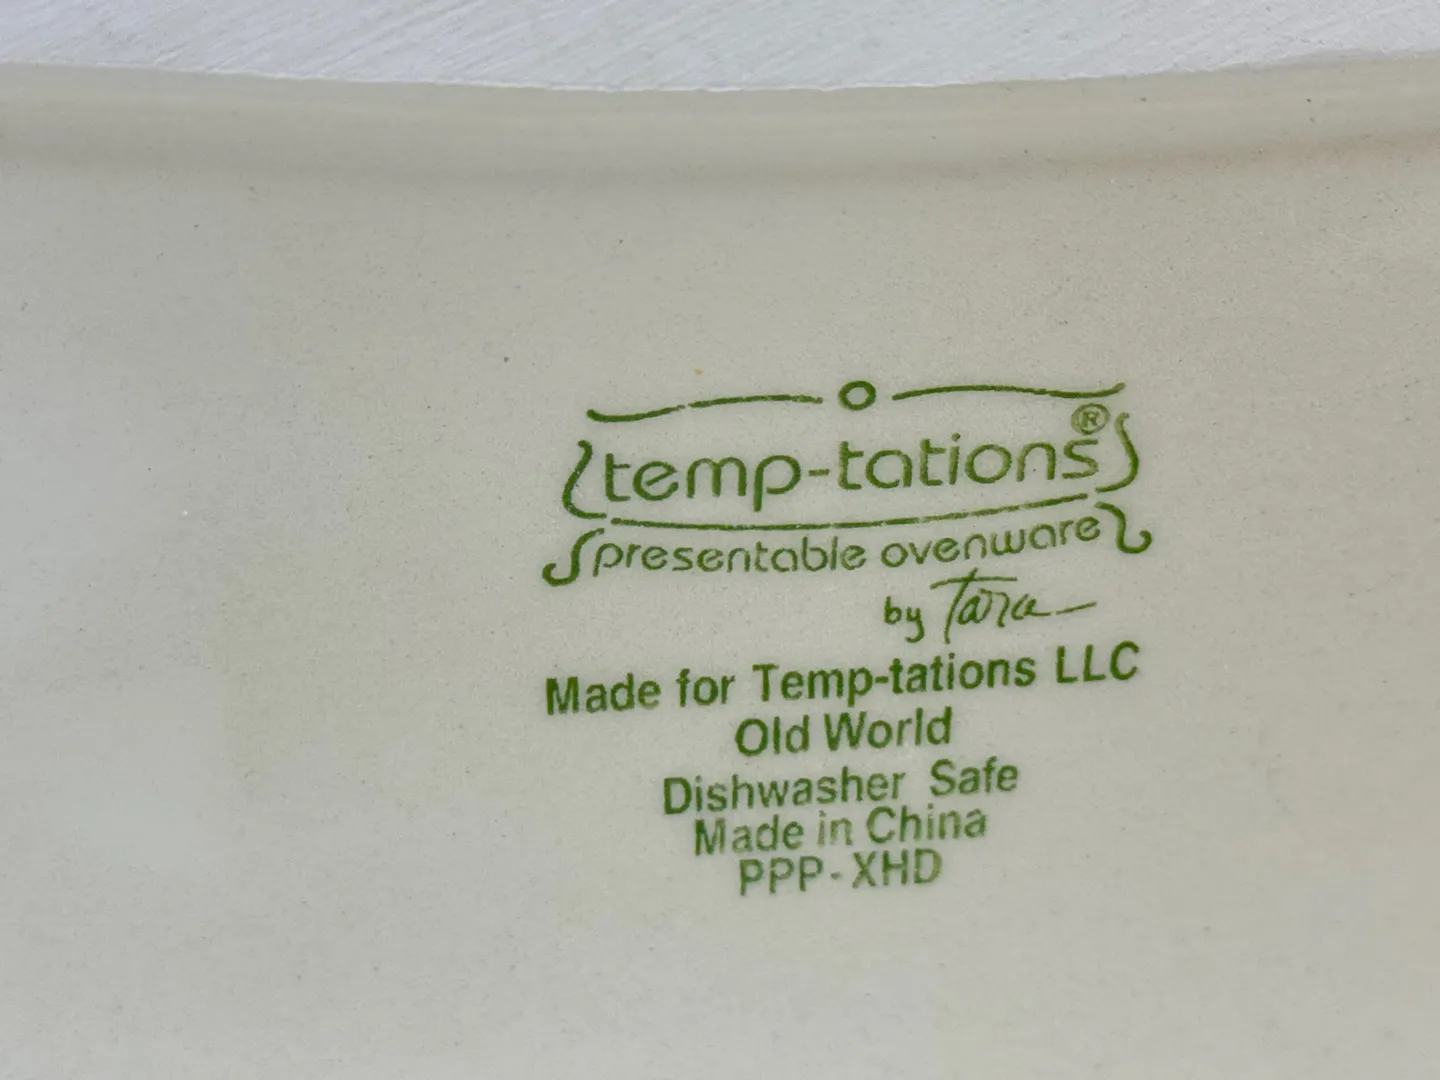 temp-tations®
presentable ovenware
by Tara
Made for Temp-tations LLC
Old World
Dishwasher Safe
Made in China
PPP-XHD